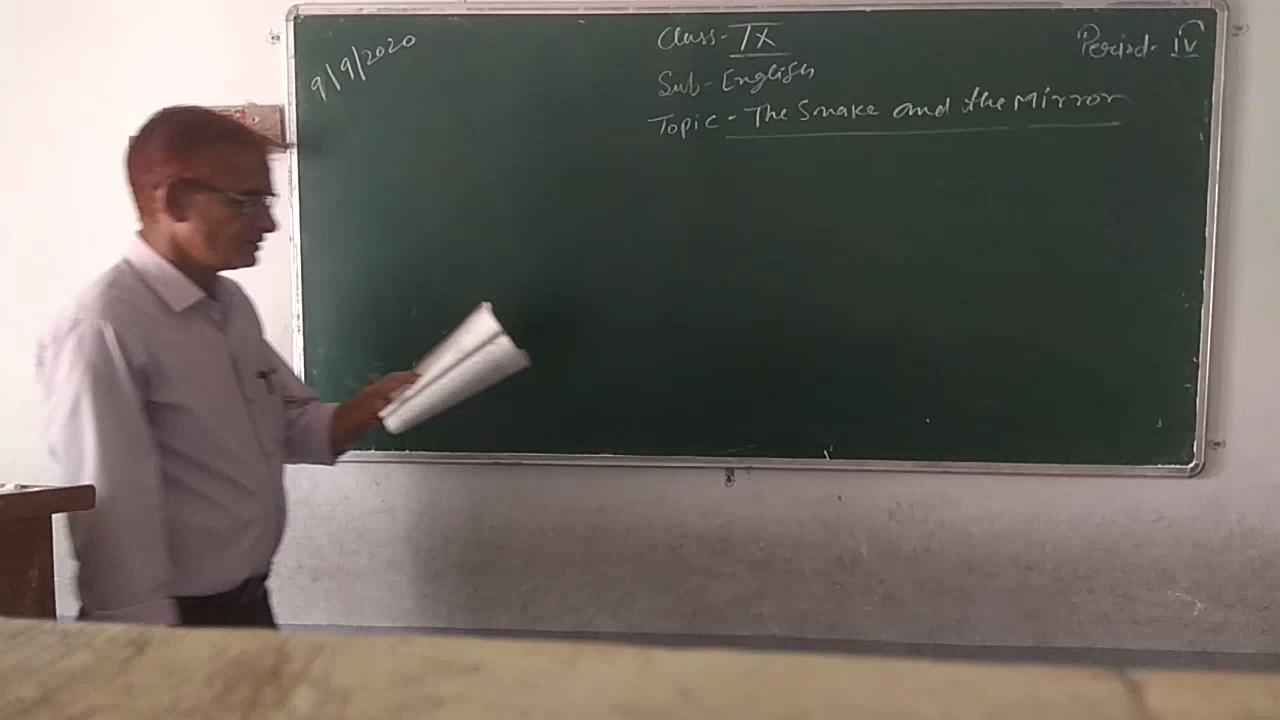 9/9/2020
Class- IX
Period- IV
Sub- English
Topic - The Snake and the Mirror